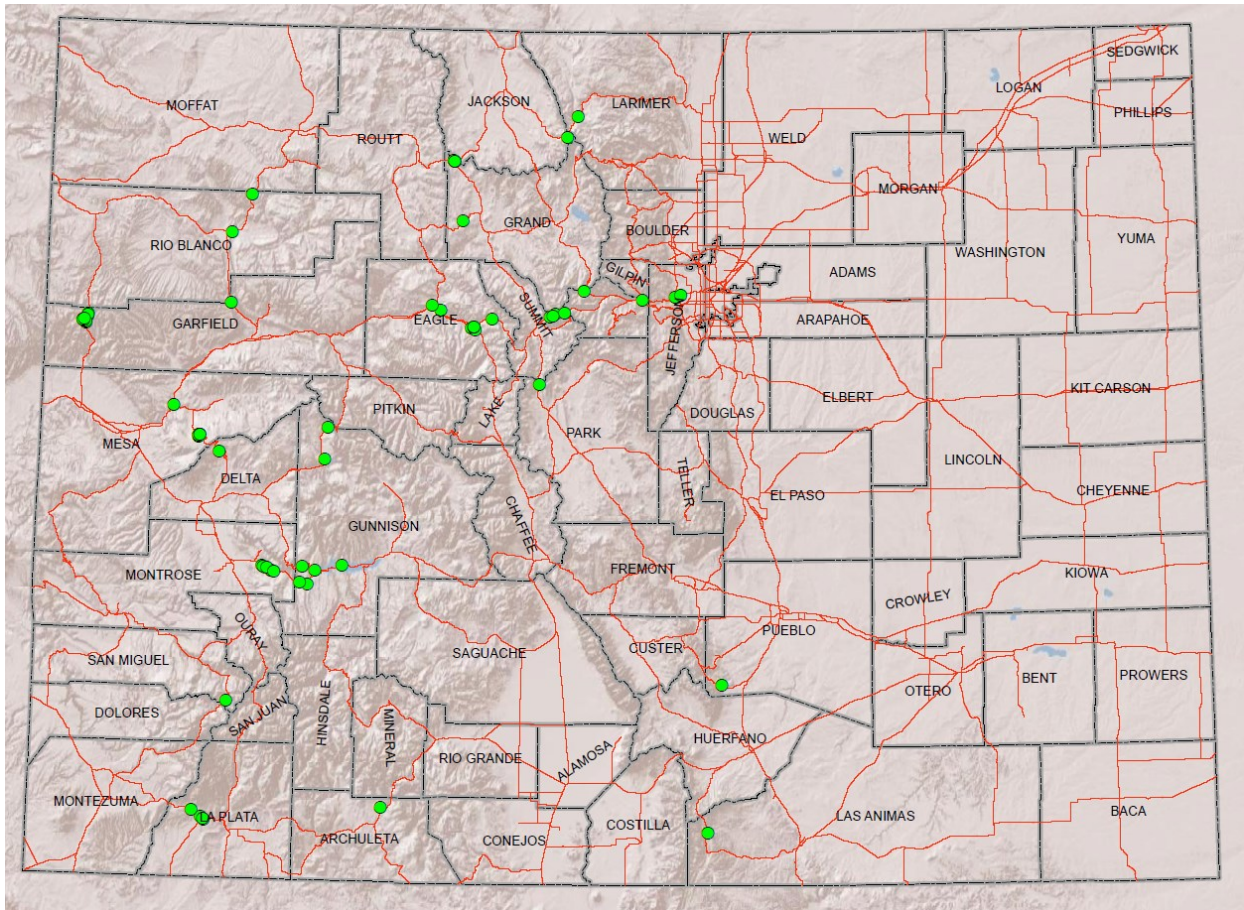 SEDGWICK
LOGAN
MOFFAT
JACKSON
LARIMER
PHILLIPS
ROUTT
WELD
MORGAN
GRAND
BOULDER
YUMA
RIO BLANCO
WASHINGTON
GILPIN
ADAMS
GARFIELD
EAGLE
SUMMIT
ARAPAHOE
JEFFERSON
KIT CARSON
PITKIN
LAKE
ELBERT
DOUGLAS
MESA
PARK
DELTA
LINCOLN
TELLER
EL PASO
CHEYENNE
GUNNISON
CHAFFEE
MONTROSE
FREMONT
KIOWA
CROWLEY
OURAY
PUEBLO
SAN MIGUEL
SAGUACHE
CUSTER
BENT
PROWERS
OTERO
DOLORES
SAN JUAN
HINSDALE
MINERAL
HUERFANO
RIO GRANDE
ALAMOSA
MONTEZUMA
LA PLATA
ARCHULETA
CONEJOS
COSTILLA
LAS ANIMAS
BACA